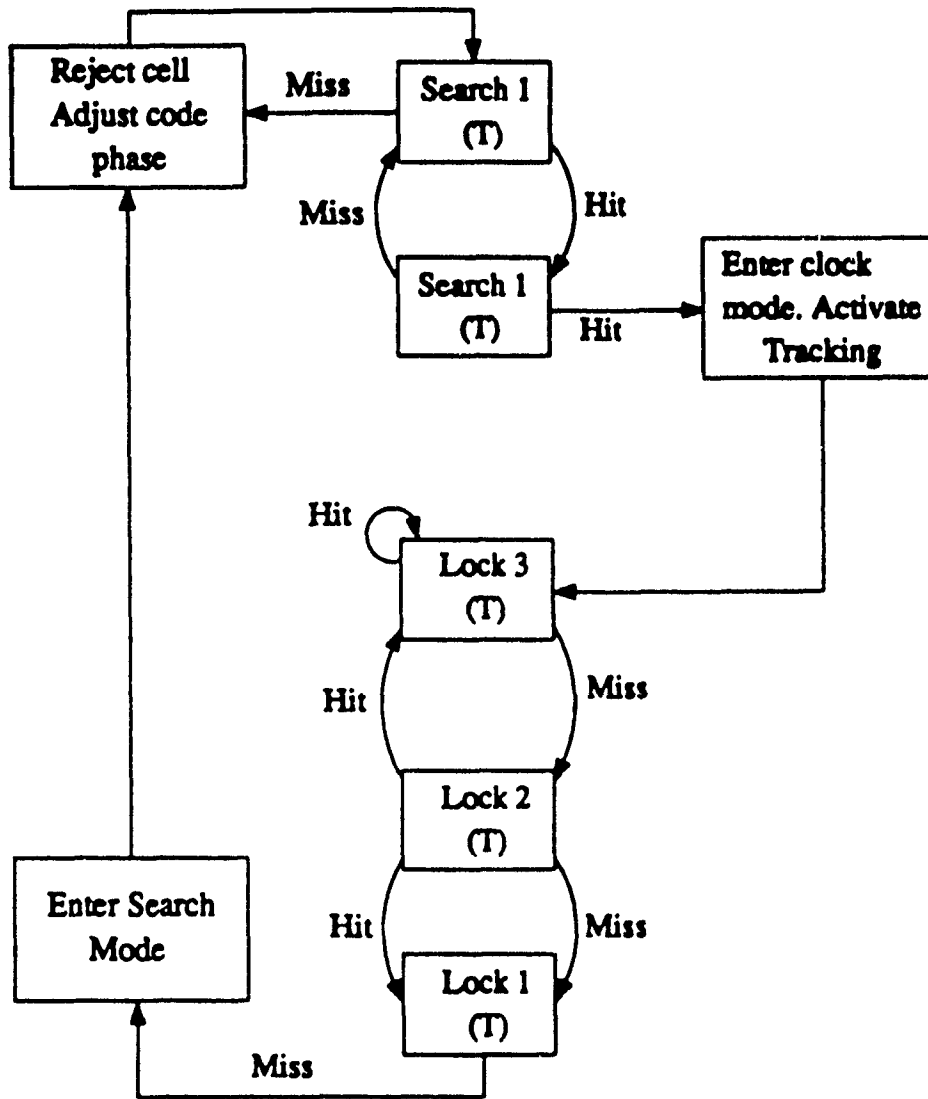 Reject cell
Adjust code
phase
Miss
Search 1
(T)
Miss
Hit
Search 1
(T)
Hit
Enter clock
mode. Activate
Tracking
Hit
Lock 3
(T)
Hit
Miss
Lock 2
(T)
Enter Search
Mode
Hit
Miss
Lock 1
(T)
Miss